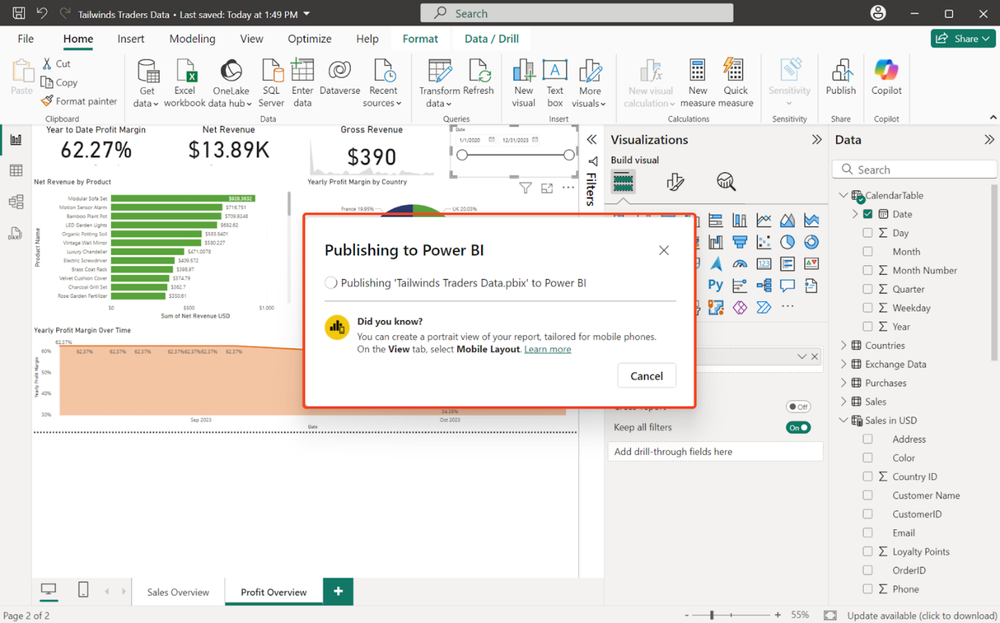 Tailwinds Traders Data • Last saved: Today at 1:49 PM
Search
File
Home
Insert
Modeling
View
Optimize
Help
Format
Data / Drill
Share
Paste
Cut
Copy
Format painter
Clipboard
Get data
Excel workbook
OneLake data hub
SQL Server
Enter data
Dataverse
Recent sources
Data
Transform data
Refresh
Queries
New visual
Text box
More visuals
Insert
New visual calculation
New measure
Quick measure
Calculations
Sensitivity
Sensitivity
Publish
Share
Copilot
Copilot
Year to Date Profit Margin
62.27%
Net Revenue
$13.89K
Gross Revenue
$390
Date
1/1/2020
12/31/2023
Net Revenue by Product
Product Name
Modular Sofa Set $928.3632
Motion Sensor Alarm $716.751
Bamboo Plant Pot $709.9248
LED Garden Lights $682.62
Organic Potting Soil $583.6401
Vintage Wall Mirror $580.227
Luxury Chandelier $471.0078
Electric Screwdriver $409.572
Brass Coat Rack $398.97
Velvet Cushion Cover $374.79
Charcoal Grill Set $362.7
Rose Garden Fertilizer $350.61
$0 $500 $1,000
Sum of Net Revenue USD
Yearly Profit Margin by Country
France 19.95%
UK 20.03%
Yearly Profit Margin Over Time
Yearly Profit Margin
60%
50%
40%
30%
62.37%
62.37% 62.37% 62.37% 62.37%62.37%62.37% 62.37%
34.38%
Sep 2023
Oct 2023
Date
Publishing to Power BI
Publishing 'Tailwinds Traders Data.pbix' to Power BI
Did you know?
You can create a portrait view of your report, tailored for mobile phones.
On the View tab, select Mobile Layout. Learn more
Cancel
Filters
Visualizations
Build visual
123
Py
Off
Keep all filters
On
Add drill-through fields here
Data
Search
CalendarTable
Date
Day
Month
Month Number
Quarter
Weekday
Year
Countries
Exchange Data
Purchases
Sales
Sales in USD
Address
Color
Country ID
Customer Name
CustomerID
Email
Loyalty Points
OrderID
Phone
DAX
Sales Overview
Profit Overview
Page 2 of 2
55%
Update available (click to download)